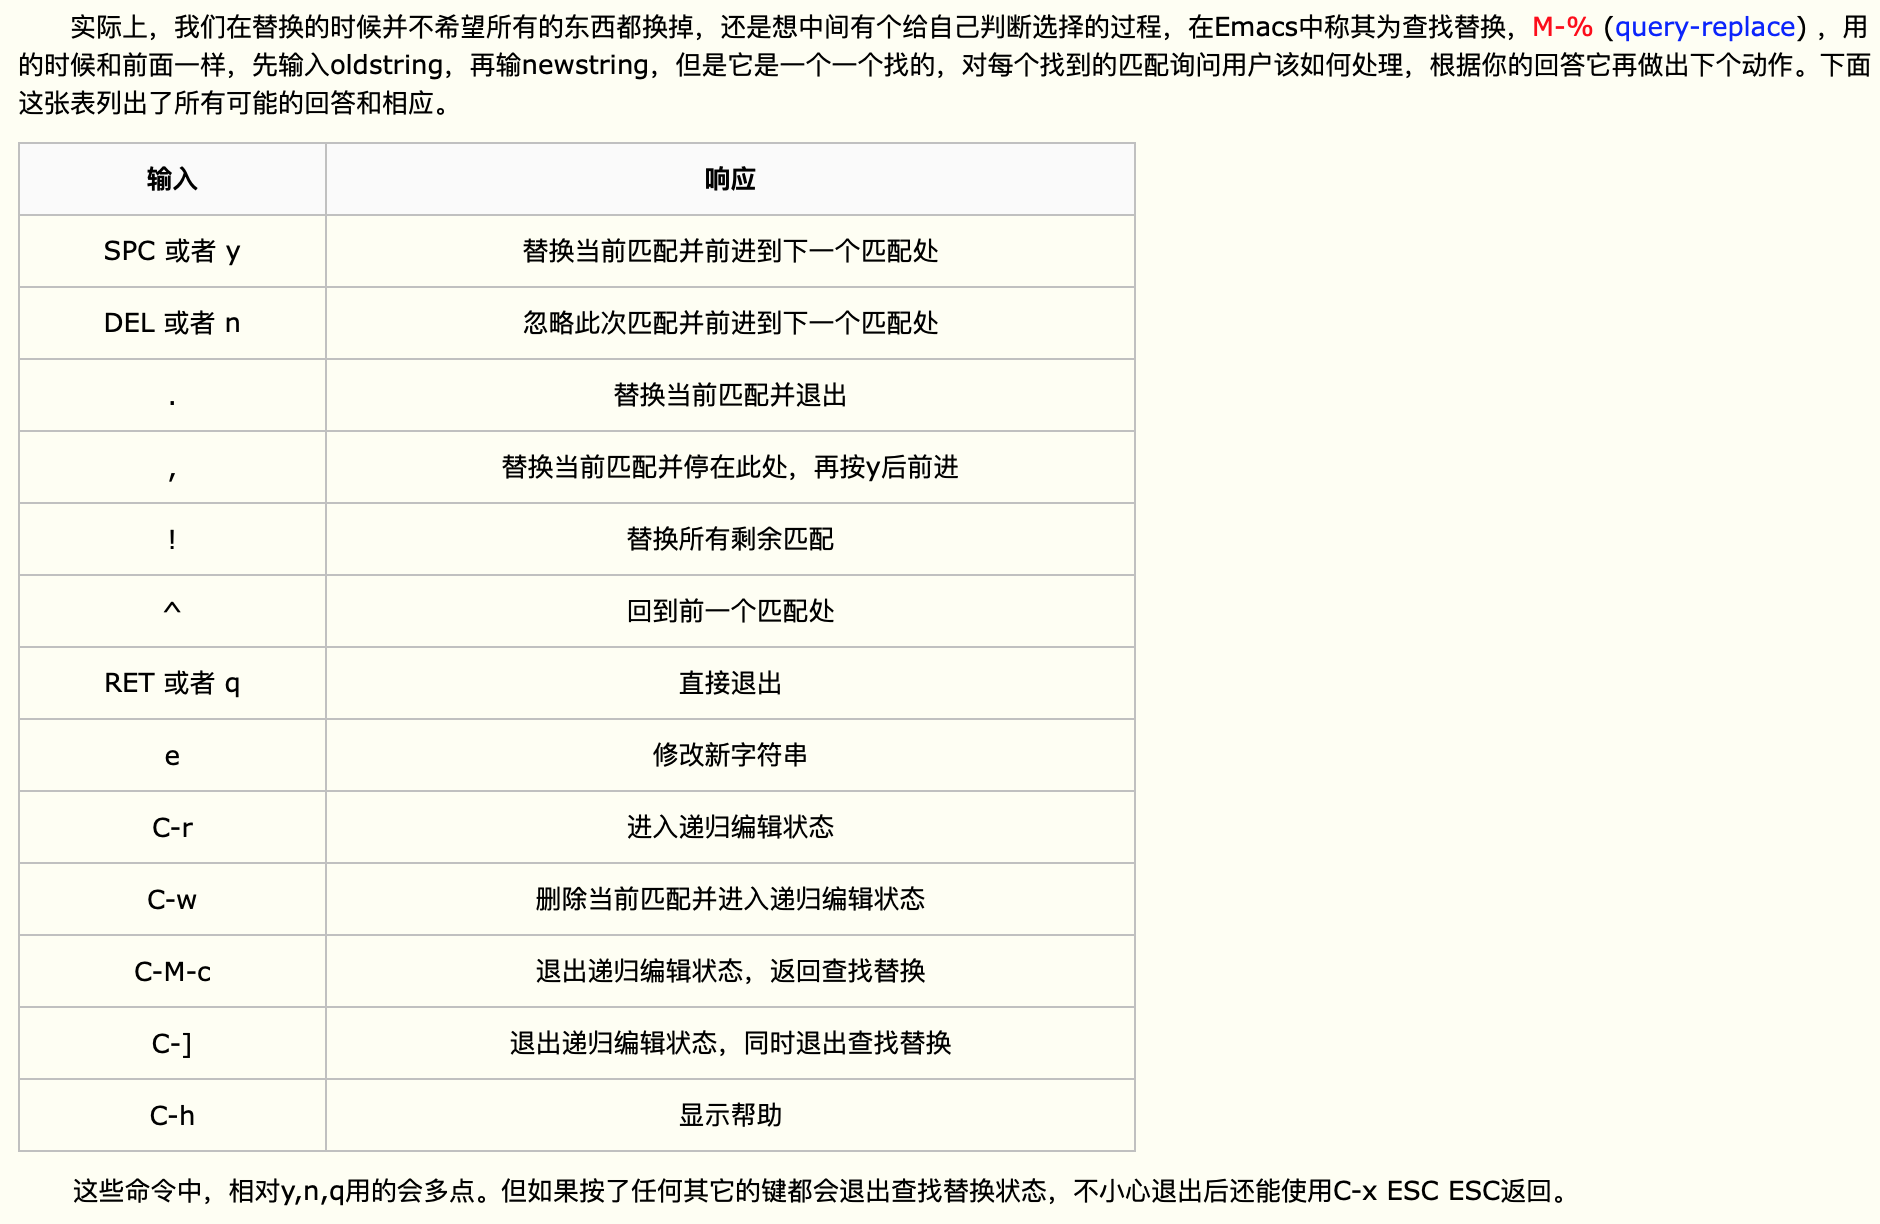 实际上，我们在替换的时候并不希望所有的东西都换掉，还是想中间有个给自己判断选择的过程，在Emacs中称其为查找替换，M-% (query-replace) ，用
的时候和前面一样，先输入oldstring，再输newstring，但是它是一个一个找的，对每个找到的匹配询问用户该如何处理，根据你的回答它再做出下个动作。下面
这张表列出了所有可能的回答和相应。
输入 响应
SPC 或者 y 替换当前匹配并前进到下一个匹配处
DEL 或者 n 忽略此次匹配并前进到下一个匹配处
. 替换当前匹配并退出
, 替换当前匹配并停在此处，再按y后前进
! 替换所有剩余匹配
^ 回到前一个匹配处
RET 或者 q 直接退出
e 修改新字符串
C-r 进入递归编辑状态
C-w 删除当前匹配并进入递归编辑状态
C-M-c 退出递归编辑状态，返回查找替换
C-] 退出递归编辑状态，同时退出查找替换
C-h 显示帮助
这些命令中，相对y,n,q用的会多点。但如果按了任何其它的键都会退出查找替换状态，不小心退出后还能使用C-x ESC ESC返回。